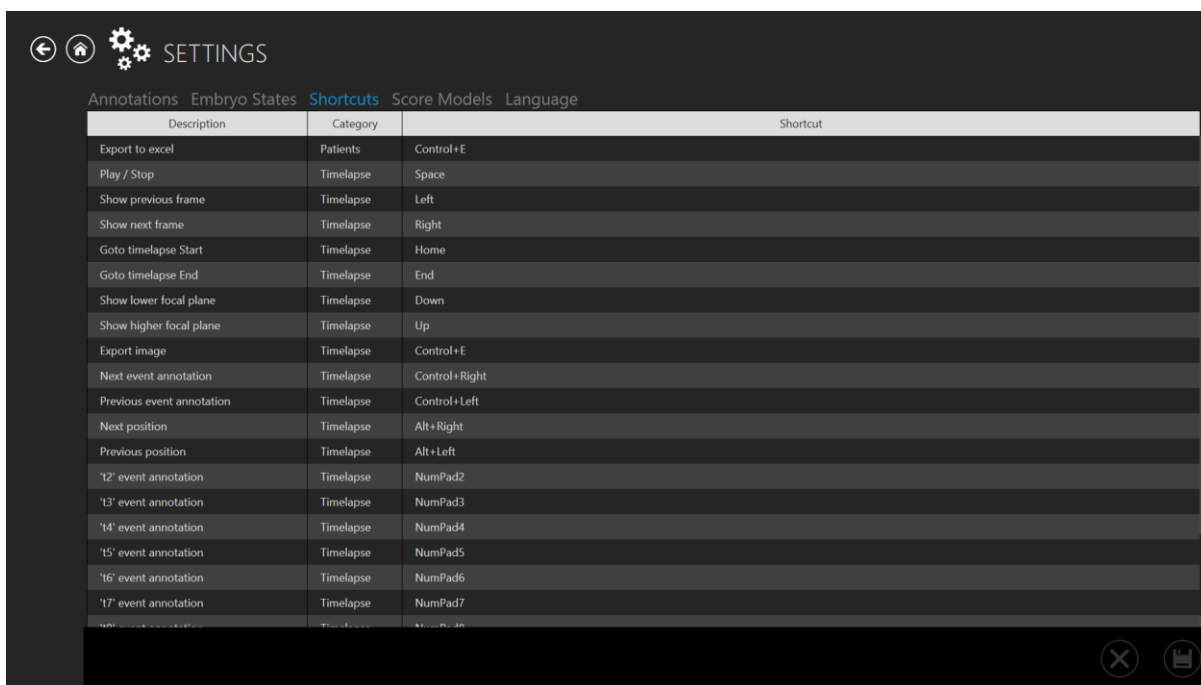 SETTINGS
Annotations Embryo States Shortcuts Score Models Language
Description Category Shortcut
Export to excel Patients Control+E
Play / Stop Timelapse Space
Show previous frame Timelapse Left
Show next frame Timelapse Right
Goto timelapse Start Timelapse Home
Goto timelapse End Timelapse End
Show lower focal plane Timelapse Down
Show higher focal plane Timelapse Up
Export image Timelapse Control+E
Next event annotation Timelapse Control+Right
Previous event annotation Timelapse Control+Left
Next position Timelapse Alt+Right
Previous position Timelapse Alt+Left
't2' event annotation Timelapse NumPad2
't3' event annotation Timelapse NumPad3
't4' event annotation Timelapse NumPad4
't5' event annotation Timelapse NumPad5
't6' event annotation Timelapse NumPad6
't7' event annotation Timelapse NumPad7